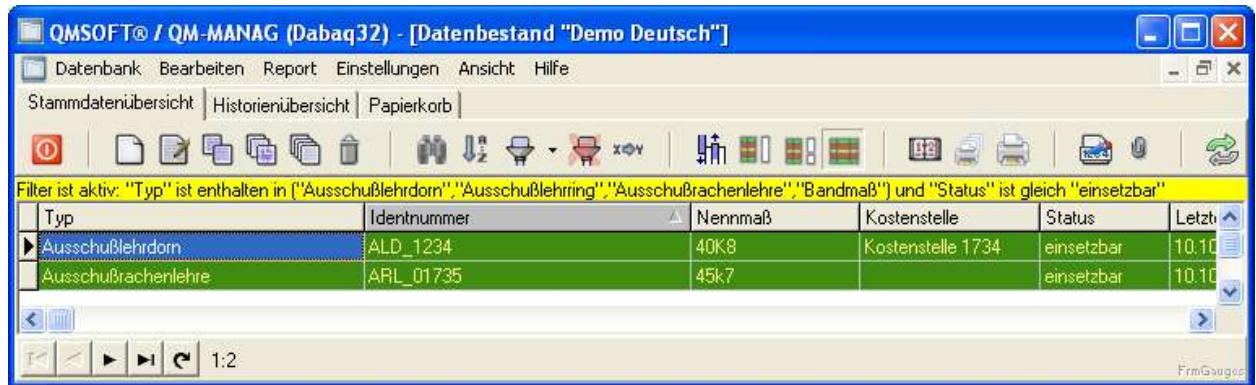 QMSOFT® / QM-MANAG (Dabaq32) - [Datenbestand "Demo Deutsch"]
Datenbank Bearbeiten Report Einstellungen Ansicht Hilfe
Stammdatenübersicht Historienübersicht Papierkorb
Filter ist aktiv: "Typ" ist enthalten in ("Ausschußlehrdorn","Ausschußlehrring","Ausschußrachenlehre","Bandmaß") und "Status" ist gleich "einsetzbar"
Typ Identnummer Nennmaß Kostenstelle Status
Ausschußlehrdorn ALD_1234 40K8 Kostenstelle 1734 einsetzbar 10.10
Ausschußrachenlehre ARL_01735 45k7 einsetzbar 10.10
1:2
FrmGauges